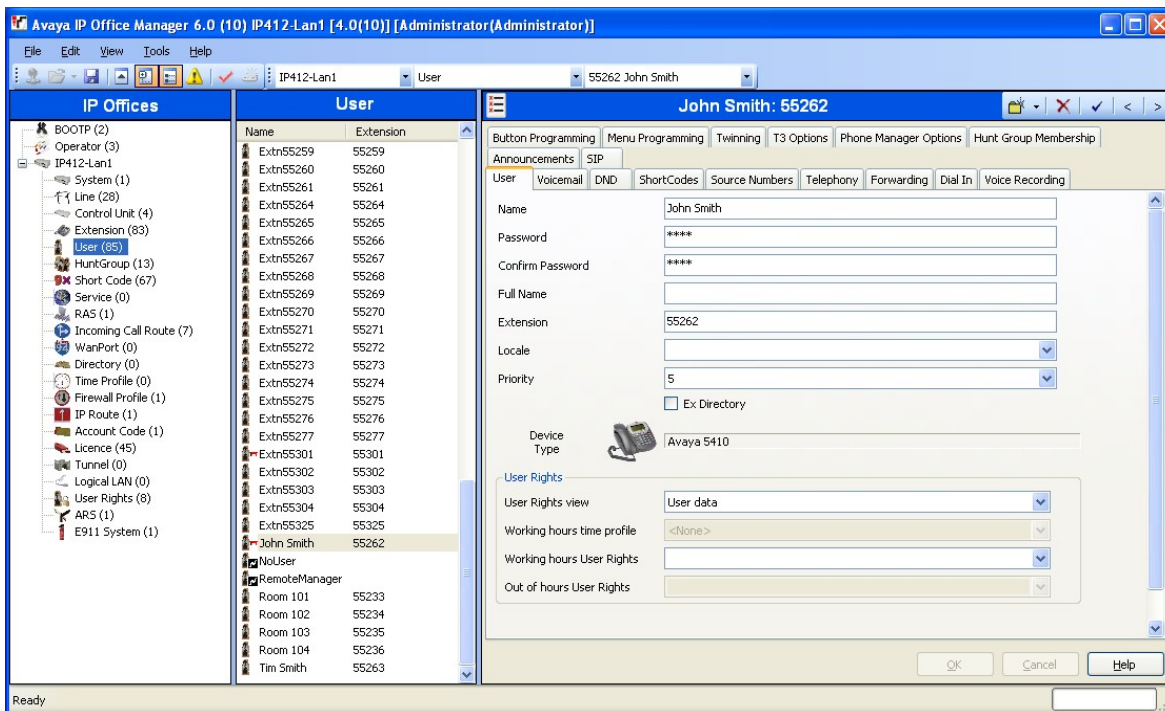 Avaya IP Office Manager 6.0 (10) IP412-Lan1 [4.0(10)] [Administrator(Administrator)]
File Edit View Tools Help
IP412-Lan1 User 55262 John Smith
IP Offices
BOOTP (2)
Operator (3)
IP412-Lan1
System (1)
Line (28)
Control Unit (4)
Extension (83)
User (85)
HuntGroup (13)
Short Code (67)
Service (0)
RAS (1)
Incoming Call Route (7)
WanPort (0)
Directory (0)
Time Profile (0)
Firewall Profile (1)
IP Route (1)
Account Code (1)
Licence (45)
Tunnel (0)
Logical LAN (0)
User Rights (8)
ARS (1)
E911 System (1)
User
Name Extension
Extn55259 55259
Extn55260 55260
Extn55261 55261
Extn55264 55264
Extn55265 55265
Extn55266 55266
Extn55267 55267
Extn55268 55268
Extn55269 55269
Extn55270 55270
Extn55271 55271
Extn55272 55272
Extn55273 55273
Extn55274 55274
Extn55275 55275
Extn55276 55276
Extn55277 55277
Extn55301 55301
Extn55302 55302
Extn55303 55303
Extn55304 55304
Extn55325 55325
John Smith 55262
NoUser
RemoteManager
Room 101 55233
Room 102 55234
Room 103 55235
Room 104 55236
Tim Smith 55263
John Smith: 55262
Button Programming Menu Programming Twinning T3 Options Phone Manager Options Hunt Group Membership
Announcements SIP
User Voicemail DND ShortCodes Source Numbers Telephony Forwarding Dial In Voice Recording
Name John Smith
Password ****
Confirm Password ****
Full Name
Extension 55262
Locale
Priority 5
Ex Directory
Device Type Avaya 5410
User Rights
User Rights view User data
Working hours time profile <None>
Working hours User Rights
Out of hours User Rights
OK Cancel Help
Ready